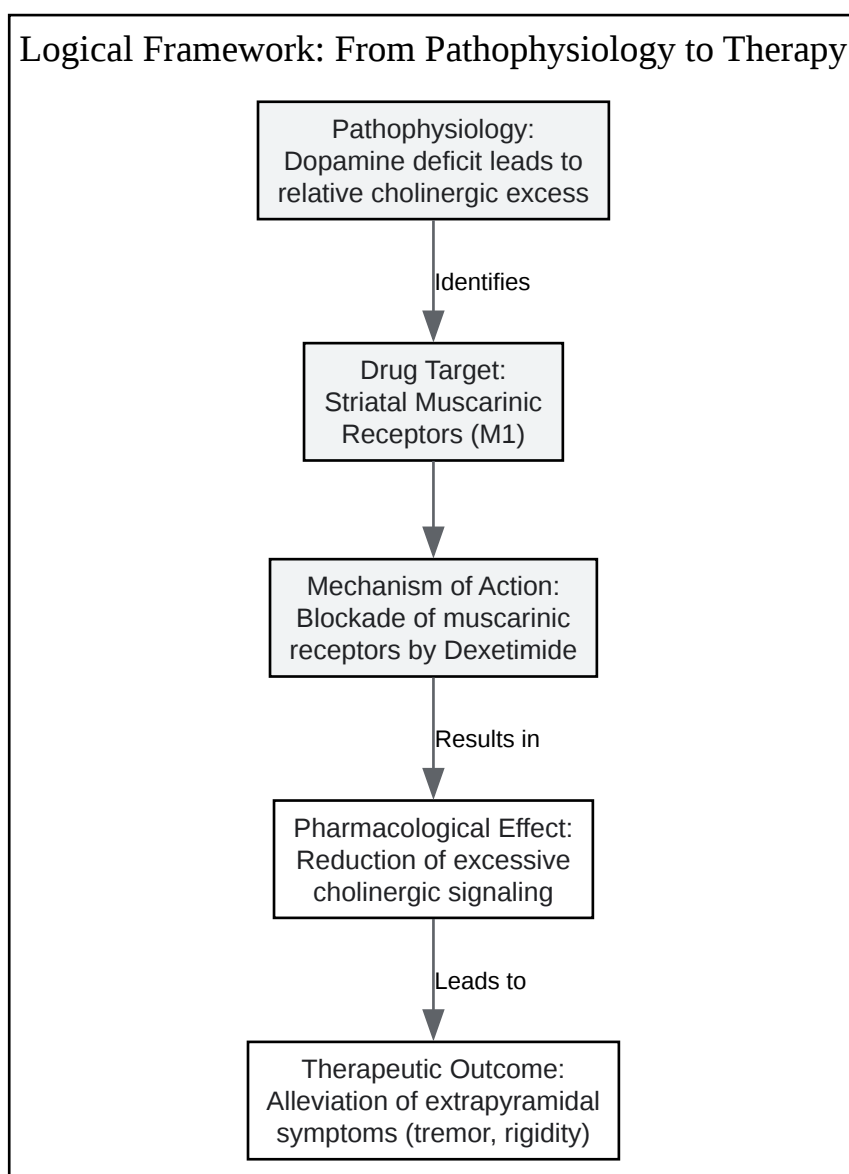 Logical Framework: From Pathophysiology to Therapy
Pathophysiology:
Dopamine deficit leads to
relative cholinergic excess
Identifies
Drug Target:
Striatal Muscarinic
Receptors (M1)
Mechanism of Action:
Blockade of muscarinic
receptors by Dexetimide
Results in
Pharmacological Effect:
Reduction of excessive
cholinergic signaling
Leads to
Therapeutic Outcome:
Alleviation of extrapyramidal
symptoms (tremor, rigidity)